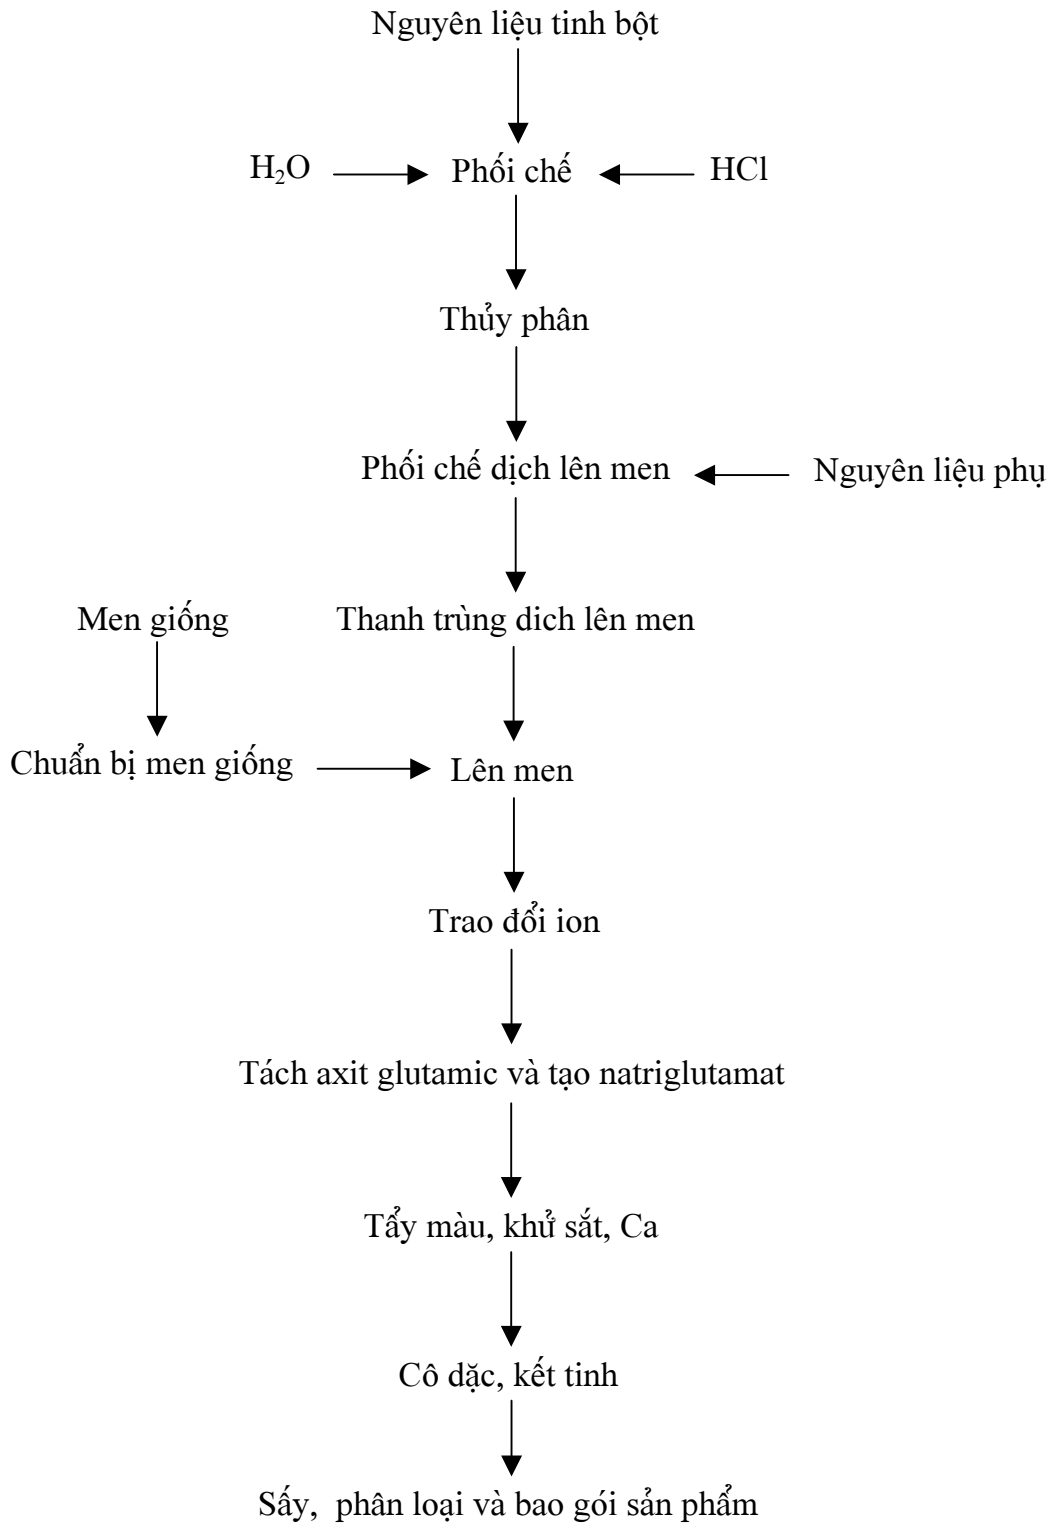 Nguyên liệu tinh bột
H₂O
Phối chế
HCl
Thủy phân
Phối chế dịch lên men
Nguyên liệu phụ
Men giống
Thanh trùng dich lên men
Chuẩn bị men giống
Lên men
Trao đổi ion
Tách axit glutamic và tạo natriglutamat
Tẩy màu, khử sắt, Ca
Cô dặc, kết tinh
Sấy, phân loại và bao gói sản phẩm